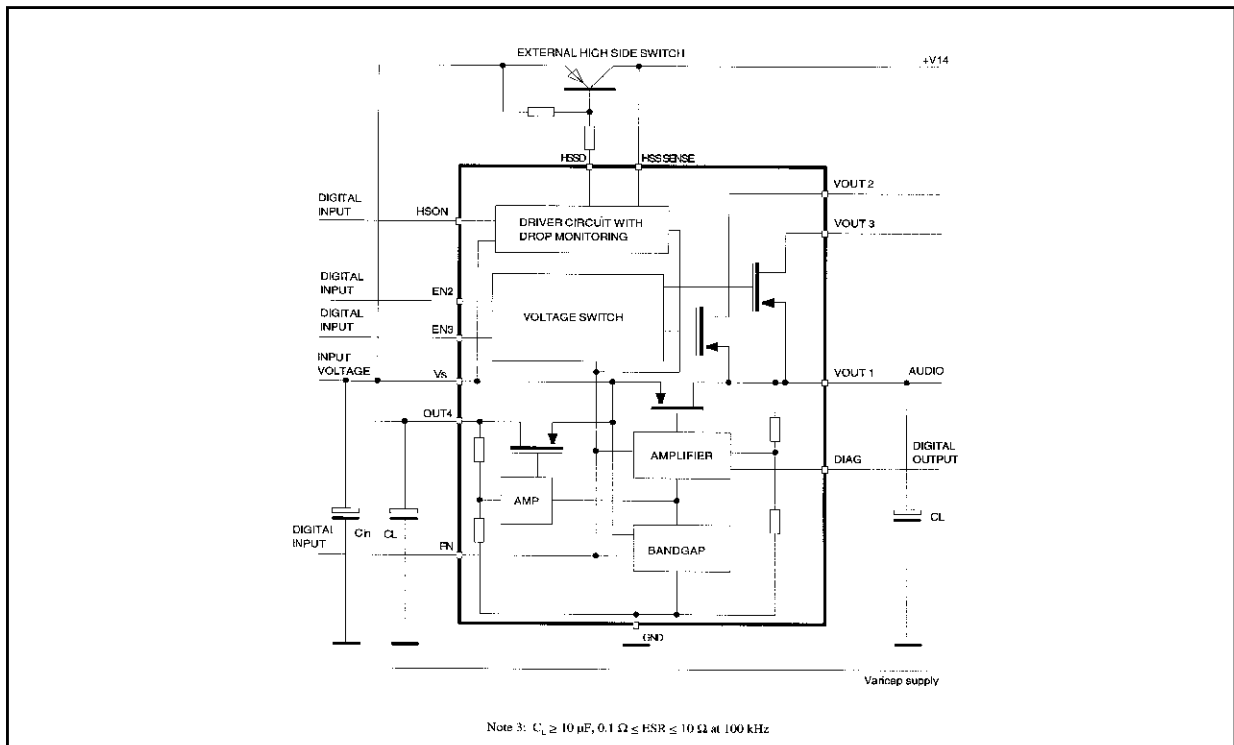 EXTERNAL HIGH SIDE SWITCH
+V14
HSSD
HSSSENSE
VOUT 2
DIGITAL
INPUT
HSON
DRIVER CIRCUIT WITH
DROP MONITORING
VOUT 3
DIGITAL
INPUT
EN2
VOLTAGE SWITCH
DIGITAL
INPUT
EN3
INPUT
VOLTAGE
Vs
VOUT 1
AUDIO
OUT4
AMPLIFIER
DIGITAL
OUTPUT
DIAG
AMP
Cin
CL
CL
DIGITAL
INPUT
EN
BANDGAP
GND
Varicap supply
Note 3: C_L ≥ 10 µF, 0.1 Ω ≤ ESR ≤ 10 Ω at 100 kHz